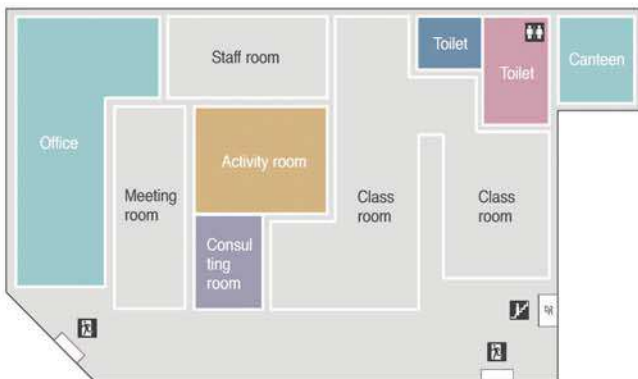 Staff room
Toilet
Toilet
Canteen
Office
Activity room
Meeting
room
Class
room
Class
room
Consul
ting
room